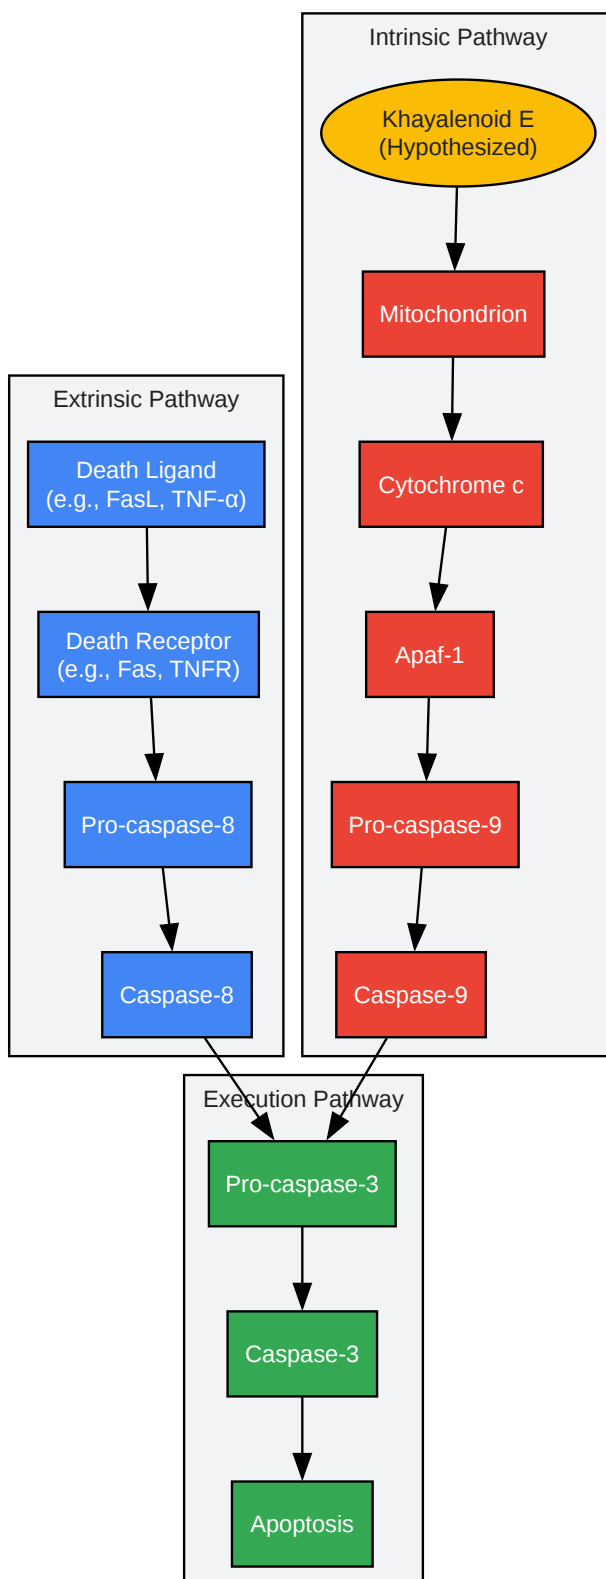 Intrinsic Pathway
Khayalenoid E
(Hypothesized)
Mitochondrion
Cytochrome c
Apaf-1
Pro-caspase-9
Caspase-9
Extrinsic Pathway
Death Ligand
(e.g., FasL, TNF-α)
Death Receptor
(e.g., Fas, TNFR)
Pro-caspase-8
Caspase-8
Execution Pathway
Pro-caspase-3
Caspase-3
Apoptosis